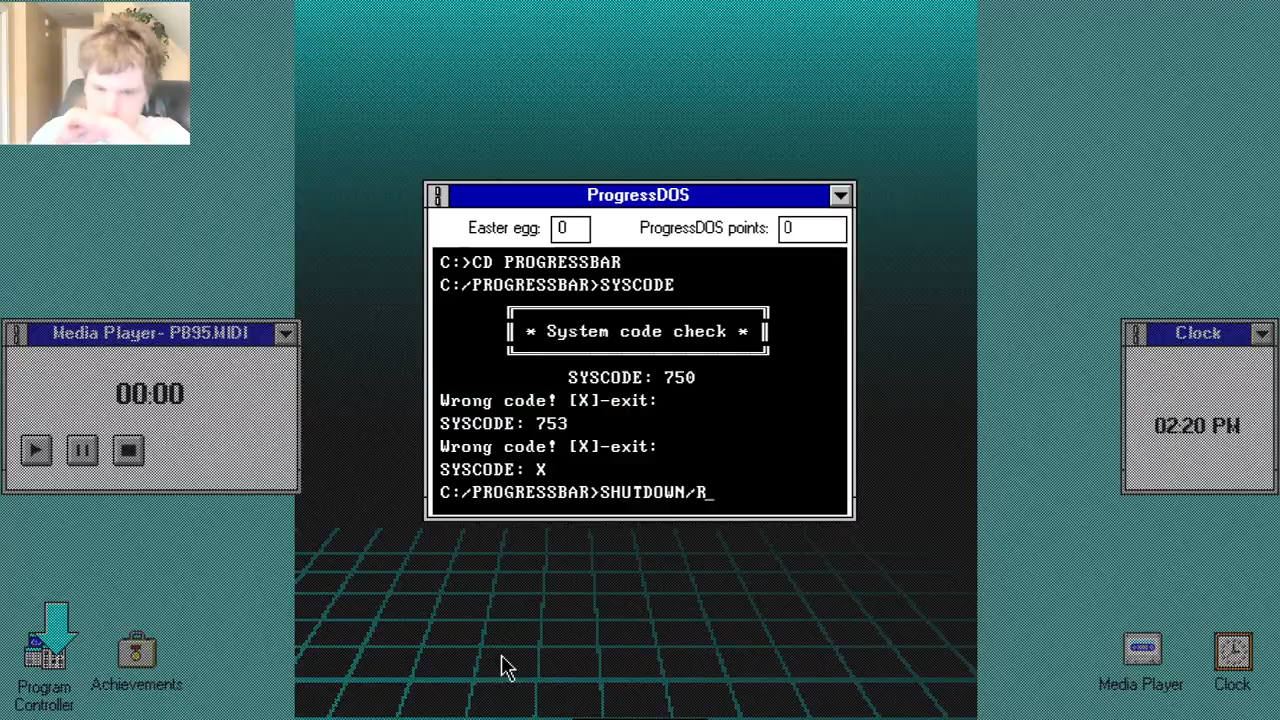 ProgressDOS
Easter egg: 0 ProgressDOS points: 0
C:>CD PROGRESSBAR
C:/PROGRESSBAR>SYSCODE
* System code check *
SYSCODE: 750
Wrong code! [X]-exit:
SYSCODE: 753
Wrong code! [X]-exit:
SYSCODE: X
C:/PROGRESSBAR>SHUTDOWN/R_
Media Player- PB95.MIDI
00:00
Clock
02:20 PM
Program
Controller
Achievements
Media Player
Clock